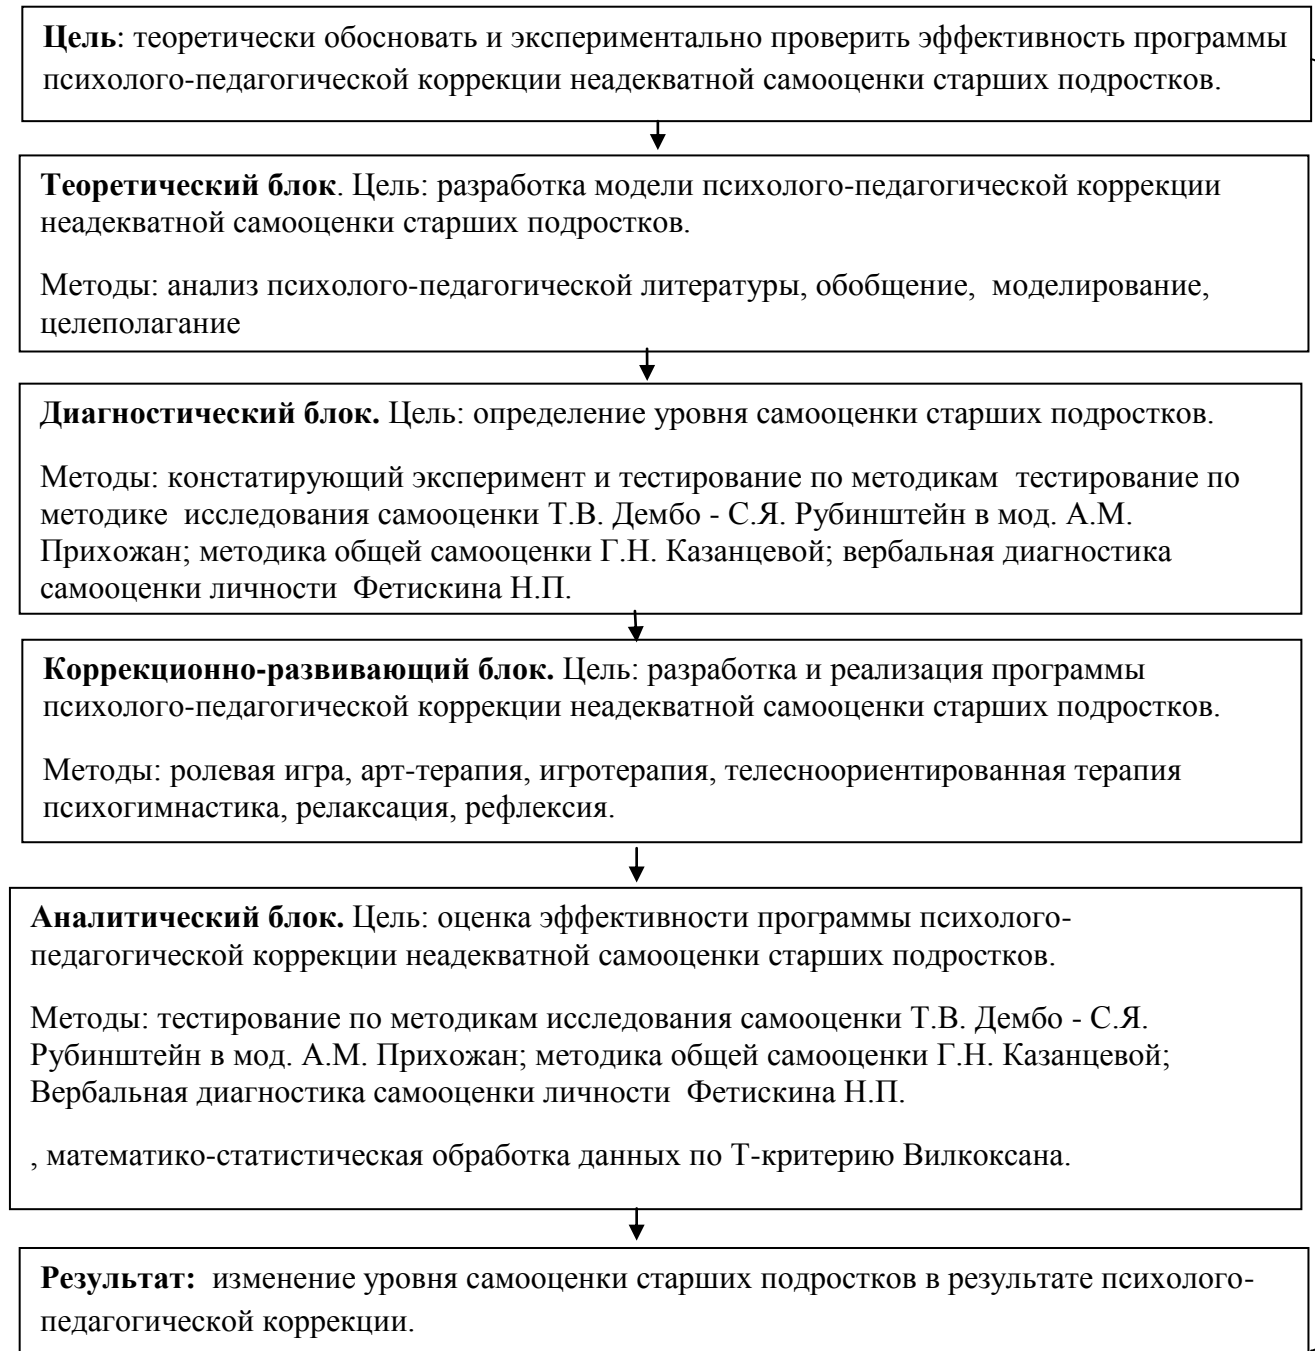 Цель: теоретически обосновать и экспериментально проверить эффективность программы
психолого-педагогической коррекции неадекватной самооценки старших подростков.
Теоретический блок. Цель: разработка модели психолого-педагогической коррекции
неадекватной самооценки старших подростков.
Методы: анализ психолого-педагогической литературы, обобщение, моделирование,
целеполагание
Диагностический блок. Цель: определение уровня самооценки старших подростков.
Методы: констатирующий эксперимент и тестирование по методикам тестирование по
методике исследования самооценки Т.В. Дембо - С.Я. Рубинштейн в мод. А.М.
Прихожан; методика общей самооценки Г.Н. Казанцевой; вербальная диагностика
самооценки личности Фетискина Н.П.
Коррекционно-развивающий блок. Цель: разработка и реализация программы
психолого-педагогической коррекции неадекватной самооценки старших подростков.
Методы: ролевая игра, арт-терапия, игротерапия, телесноориентированная терапия
психогимнастика, релаксация, рефлексия.
Аналитический блок. Цель: оценка эффективности программы психолого-
педагогической коррекции неадекватной самооценки старших подростков.
Методы: тестирование по методикам исследования самооценки Т.В. Дембо - С.Я.
Рубинштейн в мод. А.М. Прихожан; методика общей самооценки Г.Н. Казанцевой;
Вербальная диагностика самооценки личности Фетискина Н.П.
, математико-статистическая обработка данных по Т-критерию Вилкоксана.
Результат: изменение уровня самооценки старших подростков в результате психолого-
педагогической коррекции.